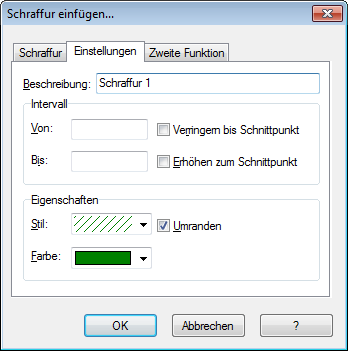 Schraffur einfügen...
Schraffur Einstellungen Zweite Funktion
Beschreibung: Schraffur 1
Intervall
Von: Verringern bis Schnittpunkt
Bis: Erhöhen zum Schnittpunkt
Eigenschaften
Stil: Umranden
Farbe:
OK Abbrechen ?